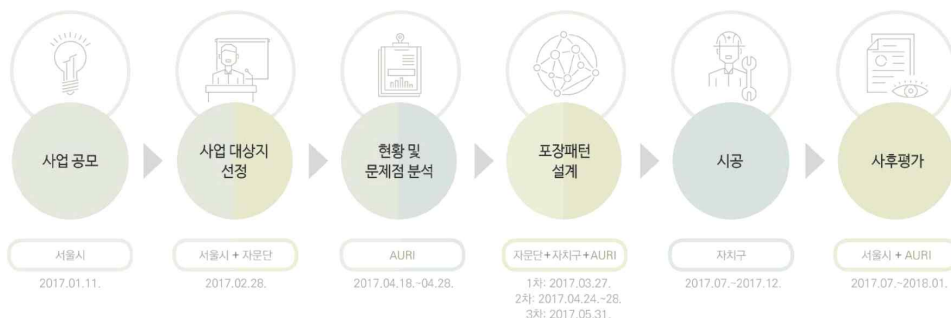 사업 공모
사업 대상지
선정
현황 및
문제점 분석
포장패턴
설계
시공
사후평가
서울시
서울시 + 자문단
AURI
자문단+자치구+AURI
자치구
서울시 + AURI
2017.01.11.
2017.02.28.
2017.04.18.~04.28.
1차: 2017.03.27.
2차: 2017.04.24.~28.
3차: 2017.05.31.
2017.07.~2017.12.
2017.07.~2018.01.